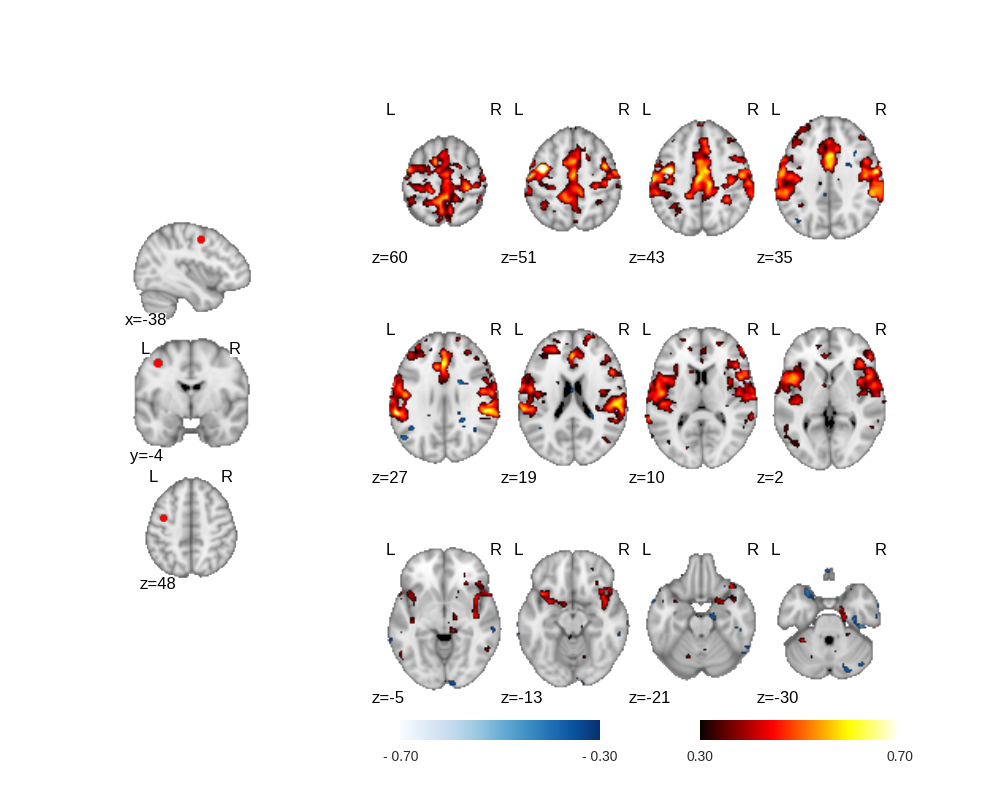 L R L R L R L R
z=60 z=51 z=43 z=35
x=-38
L R L R L R L R
L R
y=-4
z=27 z=19 z=10 z=2
L R
z=48
L R L R L R L R
z=-5 z=-13 z=-21 z=-30
- 0.70 - 0.30 0.30 0.70